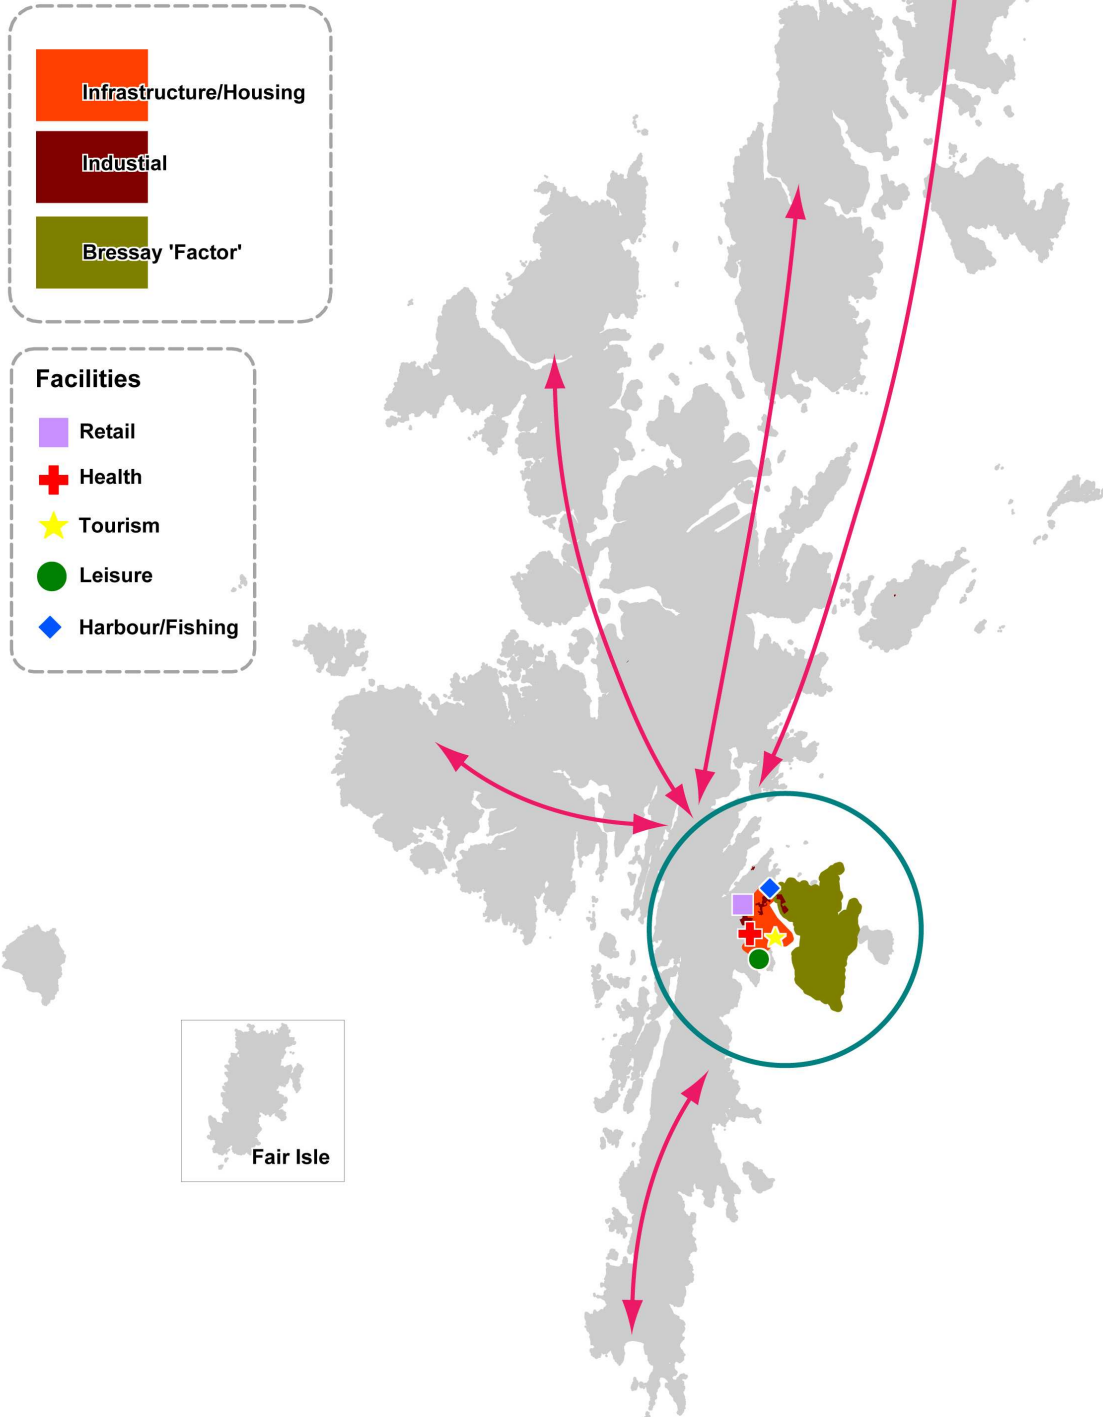 Infrastructure/Housing
Industial
Bressay 'Factor'
Facilities
Retail
Health
Tourism
Leisure
Harbour/Fishing
Fair Isle